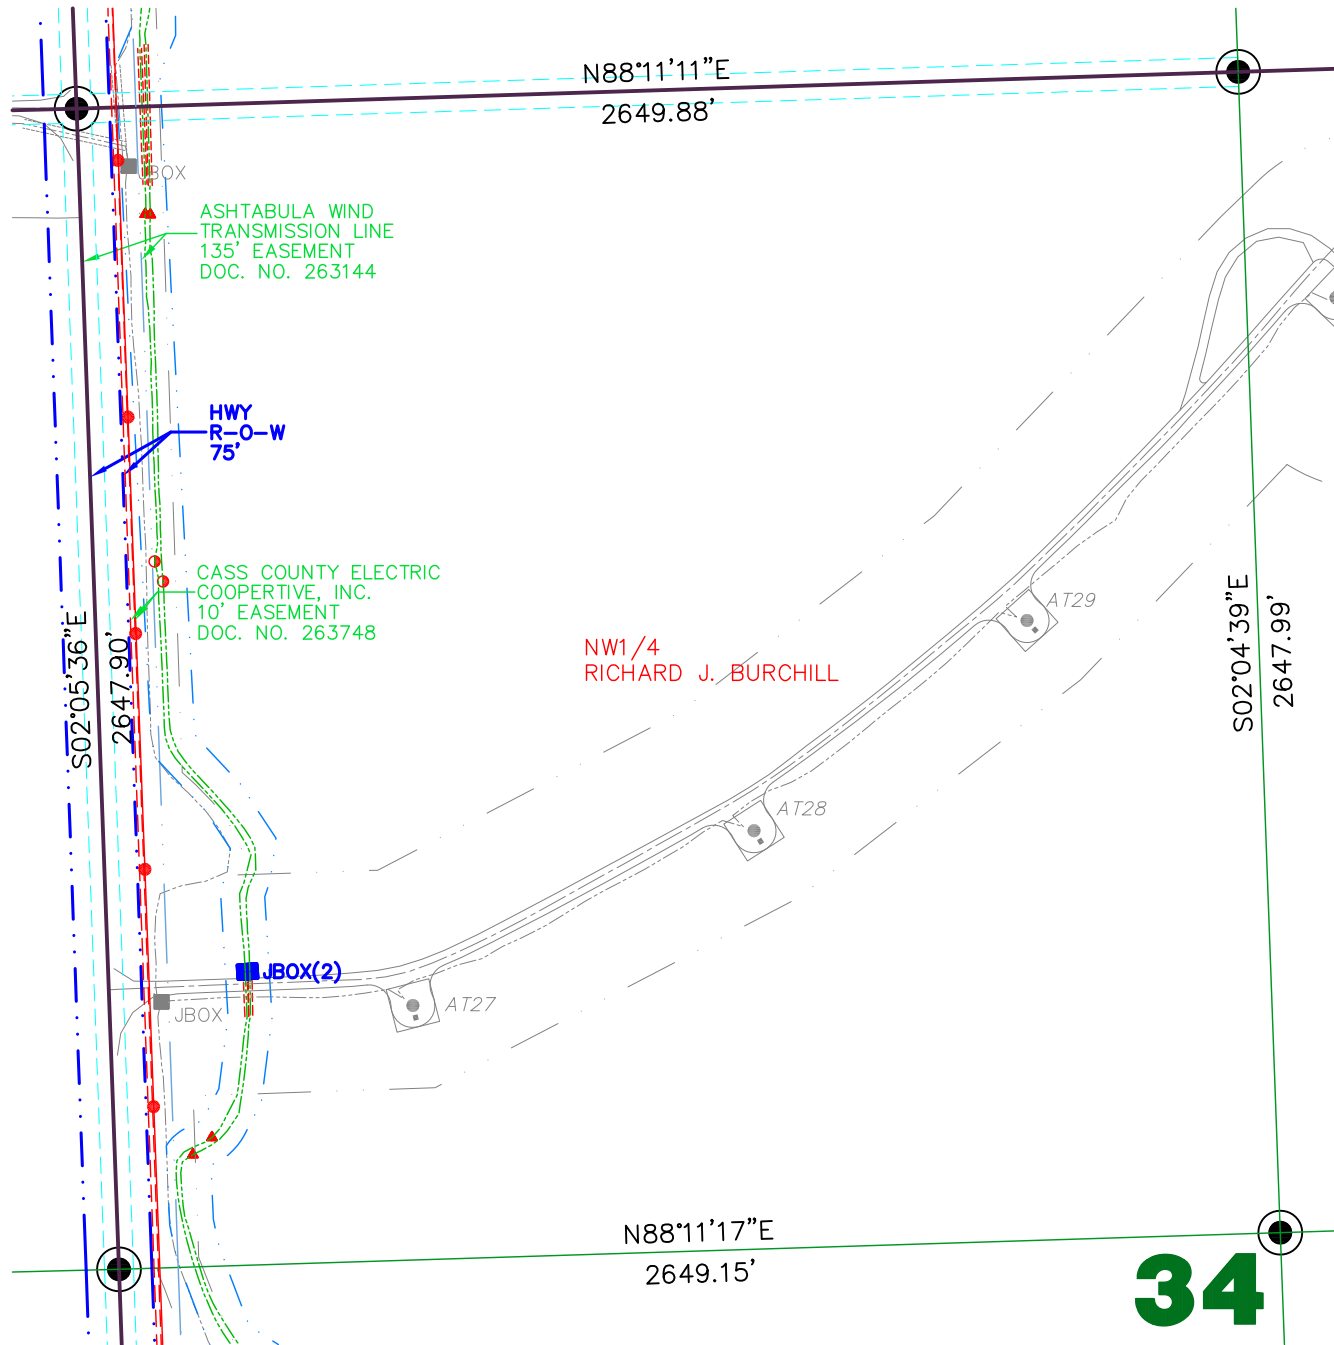 N88°11'11"E
2649.88'
JBOX
ASHTABULA WIND
TRANSMISSION LINE
135' EASEMENT
DOC. NO. 263144
HWY
R-O-W
75'
CASS COUNTY ELECTRIC
COOPERTIVE, INC.
10' EASEMENT
DOC. NO. 263748
S02°05'36"E
2647.90'
NW1/4
RICHARD J. BURCHILL
AT29
S02°04'39"E
2647.99'
AT28
JBOX(2)
AT27
JBOX
N88°11'17"E
2649.15'
34